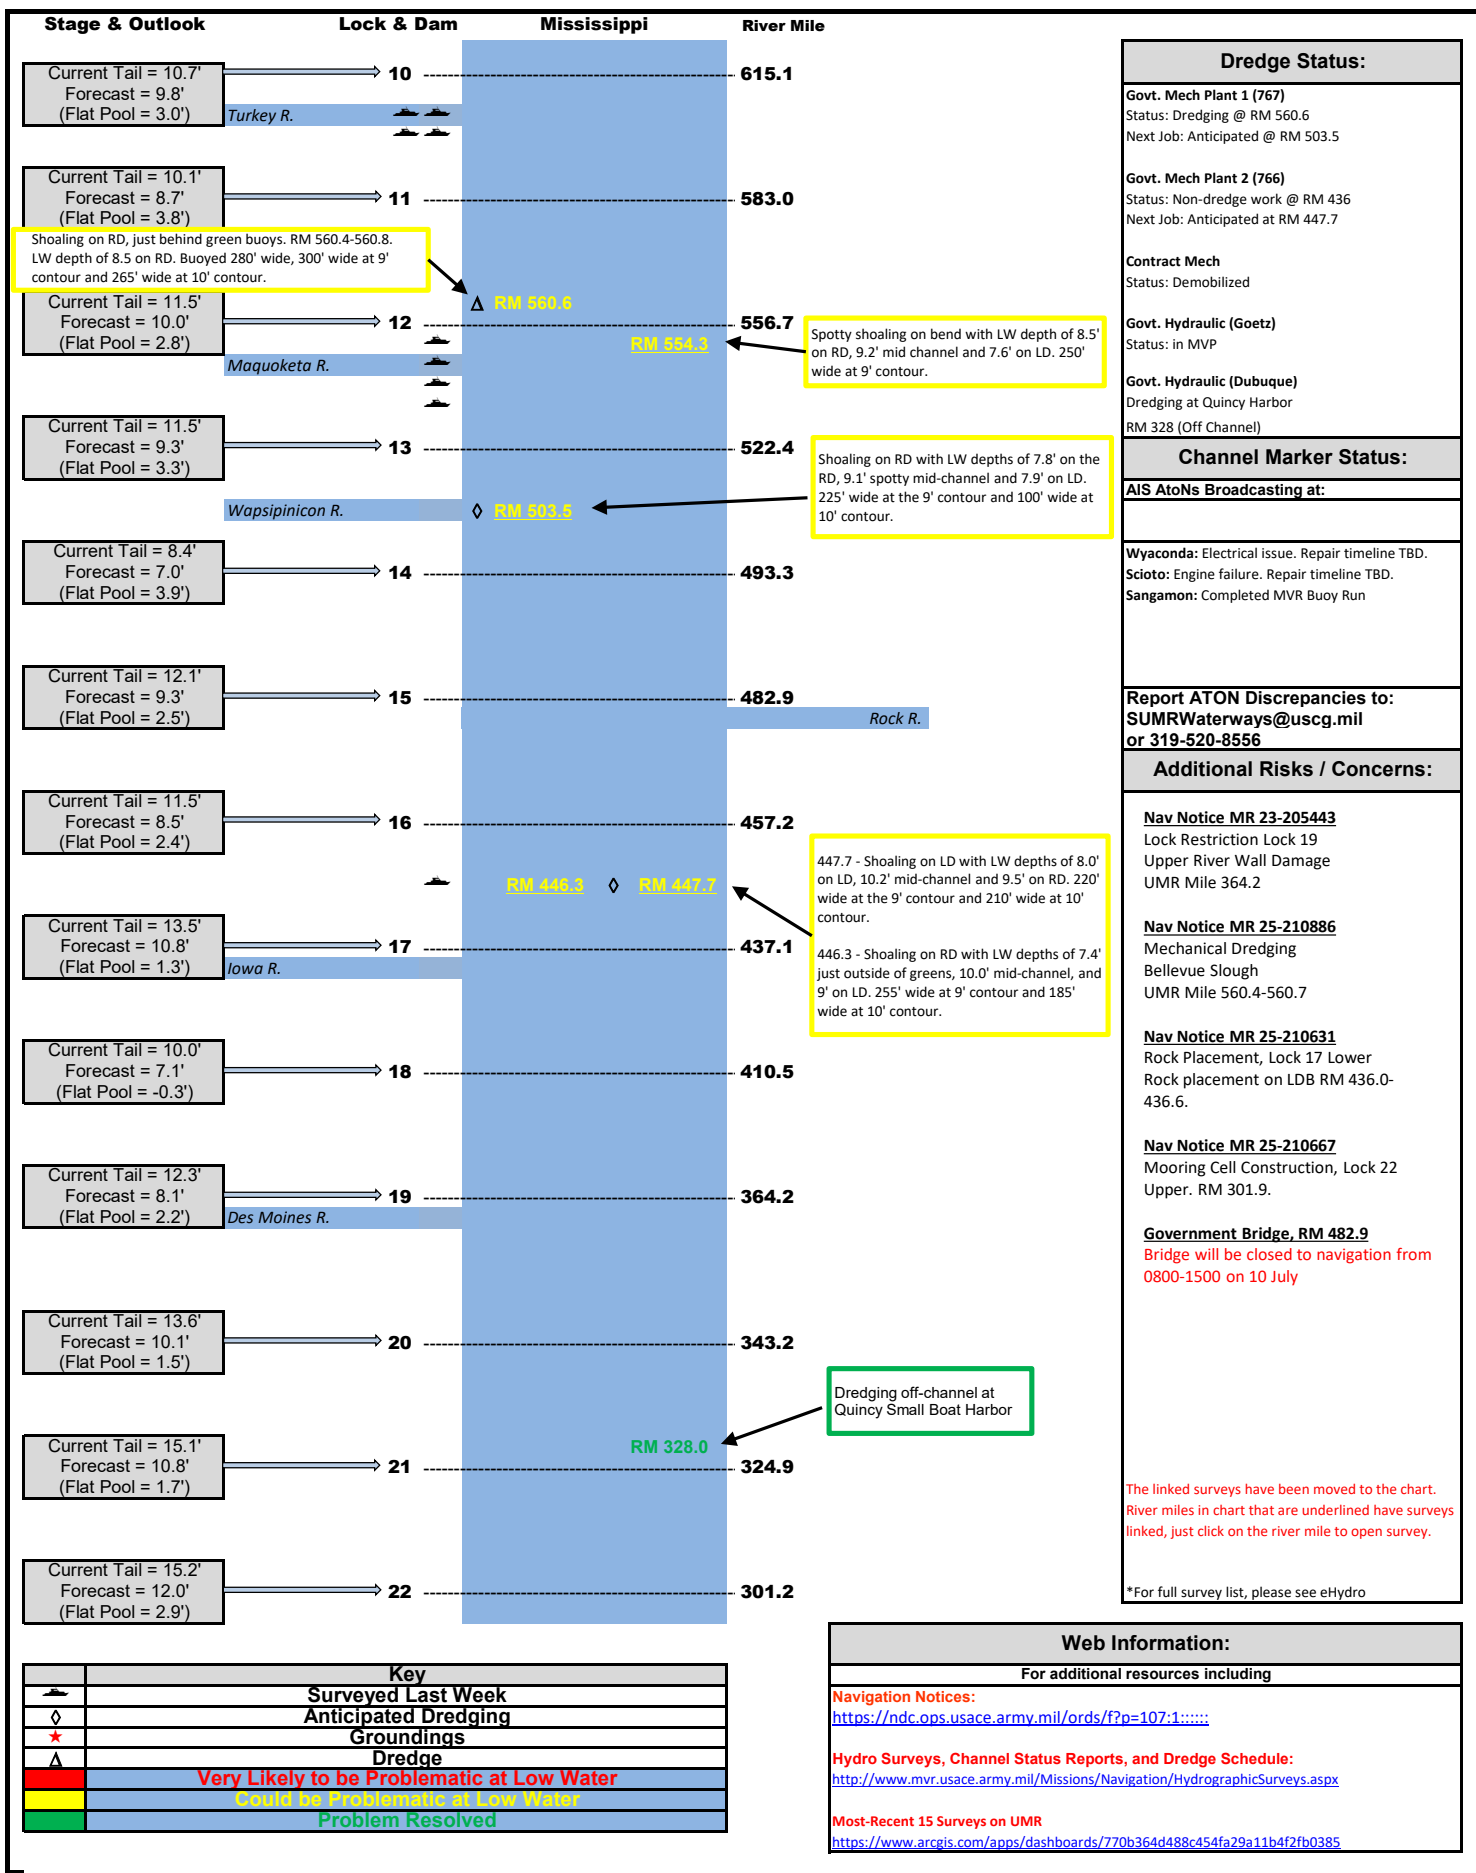 Stage & Outlook
Lock & Dam
Mississippi
River Mile
Current Tail = 10.7'
Forecast = 9.8'
(Flat Pool = 3.0')
10
615.1
Turkey R.
Current Tail = 10.1'
Forecast = 8.7'
(Flat Pool = 3.8')
11
583.0
Shoaling on RD, just behind green buoys. RM 560.4-560.8.
LW depth of 8.5 on RD. Buoyed 280' wide, 300' wide at 9'
contour and 265' wide at 10' contour.
RM 560.6
Current Tail = 11.5'
Forecast = 10.0'
(Flat Pool = 2.8')
12
556.7
RM 554.3
Spotty shoaling on bend with LW depth of 8.5'
on RD, 9.2' mid channel and 7.6' on LD. 250'
wide at 9' contour.
Maquoketa R.
Current Tail = 11.5'
Forecast = 9.3'
(Flat Pool = 3.3')
13
522.4
Shoaling on RD with LW depths of 7.8' on the
RD, 9.1' spotty mid-channel and 7.9' on LD.
225' wide at the 9' contour and 100' wide at
10' contour.
Wapsipinicon R.
RM 503.5
Current Tail = 8.4'
Forecast = 7.0'
(Flat Pool = 3.9')
14
493.3
Current Tail = 12.1'
Forecast = 9.3'
(Flat Pool = 2.5')
15
482.9
Rock R.
Current Tail = 11.5'
Forecast = 8.5'
(Flat Pool = 2.4')
16
457.2
RM 446.3
RM 447.7
447.7 - Shoaling on LD with LW depths of 8.0'
on LD, 10.2' mid-channel and 9.5' on RD. 220'
wide at the 9' contour and 210' wide at 10'
contour.
446.3 - Shoaling on RD with LW depths of 7.4'
just outside of greens, 10.0' mid-channel, and
9' on LD. 255' wide at 9' contour and 185'
wide at 10' contour.
Current Tail = 13.5'
Forecast = 10.8'
(Flat Pool = 1.3')
17
437.1
Iowa R.
Current Tail = 10.0'
Forecast = 7.1'
(Flat Pool = -0.3')
18
410.5
Current Tail = 12.3'
Forecast = 8.1'
(Flat Pool = 2.2')
19
364.2
Des Moines R.
Current Tail = 13.6'
Forecast = 10.1'
(Flat Pool = 1.5')
20
343.2
Dredging off-channel at
Quincy Small Boat Harbor
RM 328.0
Current Tail = 15.1'
Forecast = 10.8'
(Flat Pool = 1.7')
21
324.9
Current Tail = 15.2'
Forecast = 12.0'
(Flat Pool = 2.9')
22
301.2
Key
Surveyed Last Week
Anticipated Dredging
Groundings
Dredge
Very Likely to be Problematic at Low Water
Could be Problematic at Low Water
Problem Resolved
Dredge Status:
Govt. Mech Plant 1 (767)
Status: Dredging @ RM 560.6
Next Job: Anticipated @ RM 503.5
Govt. Mech Plant 2 (766)
Status: Non-dredge work @ RM 436
Next Job: Anticipated at RM 447.7
Contract Mech
Status: Demobilized
Govt. Hydraulic (Goetz)
Status: in MVP
Govt. Hydraulic (Dubuque)
Dredging at Quincy Harbor
RM 328 (Off Channel)
Channel Marker Status:
AIS AtoNs Broadcasting at:
Wyaconda: Electrical issue. Repair timeline TBD.
Scioto: Engine failure. Repair timeline TBD.
Sangamon: Completed MVR Buoy Run
Report ATON Discrepancies to:
SUMRWaterways@uscg.mil
or 319-520-8556
Additional Risks / Concerns:
Nav Notice MR 23-205443
Lock Restriction Lock 19
Upper River Wall Damage
UMR Mile 364.2
Nav Notice MR 25-210886
Mechanical Dredging
Bellevue Slough
UMR Mile 560.4-560.7
Nav Notice MR 25-210631
Rock Placement, Lock 17 Lower
Rock placement on LDB RM 436.0-
436.6.
Nav Notice MR 25-210667
Mooring Cell Construction, Lock 22
Upper. RM 301.9.
Government Bridge, RM 482.9
Bridge will be closed to navigation from
0800-1500 on 10 July
The linked surveys have been moved to the chart.
River miles in chart that are underlined have surveys
linked, just click on the river mile to open survey.
*For full survey list, please see eHydro
Web Information:
For additional resources including
Navigation Notices:
https://ndc.ops.usace.army.mil/ords/f?p=107:1::::::
Hydro Surveys, Channel Status Reports, and Dredge Schedule:
http://www.mvr.usace.army.mil/Missions/Navigation/HydrographicSurveys.aspx
Most-Recent 15 Surveys on UMR
https://www.arcgis.com/apps/dashboards/770b364d488c454fa29a11b4f2fb0385